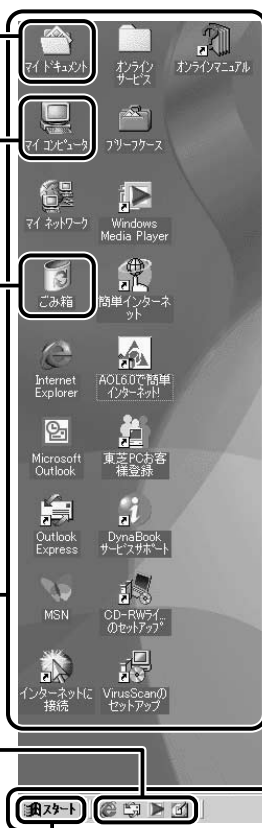 マイ ドキュメント
オンライン
サービス
オンラインマニュアル
マイ コンピュータ
ブリーフケース
マイ ネットワーク
Windows
Media Player
ごみ箱
簡単インターネ
ット
Internet
Explorer
AOL6.0で簡単
インターネット!
Microsoft
Outlook
東芝PCお客
様登録
Outlook
Express
DynaBook
サービスサポート
MSN
CD-RWライ...
のセットアップ
インターネットに
接続
VirusScanの
セットアップ
スタート